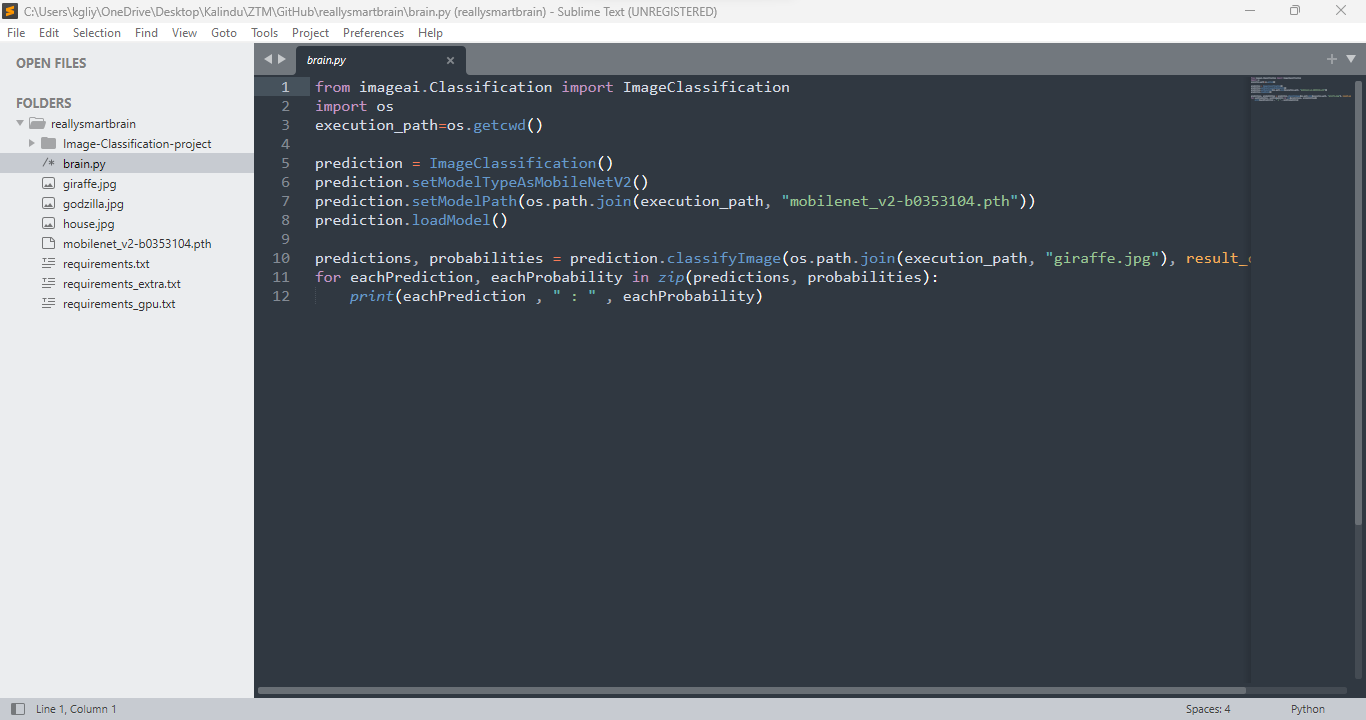 C:\Users\kgliy\OneDrive\Desktop\Kalindu\ZTM\GitHub\reallysmartbrain\brain.py (reallysmartbrain) - Sublime Text (UNREGISTERED)
File Edit Selection Find View Goto Tools Project Preferences Help
OPEN FILES
FOLDERS
reallysmartbrain
Image-Classification-project
/* brain.py
giraffe.jpg
godzilla.jpg
house.jpg
mobilenet_v2-b0353104.pth
requirements.txt
requirements_extra.txt
requirements_gpu.txt
brain.py
1 from imageai.Classification import ImageClassification
2 import os
3 execution_path=os.getcwd()
4
5 prediction = ImageClassification()
6 prediction.setModelTypeAsMobileNetV2()
7 prediction.setModelPath(os.path.join(execution_path, "mobilenet_v2-b0353104.pth"))
8 prediction.loadModel()
9
10 predictions, probabilities = prediction.classifyImage(os.path.join(execution_path, "giraffe.jpg"), result_
11 for eachPrediction, eachProbability in zip(predictions, probabilities):
12 print(eachPrediction , " : " , eachProbability)
Line 1, Column 1
Spaces: 4
Python